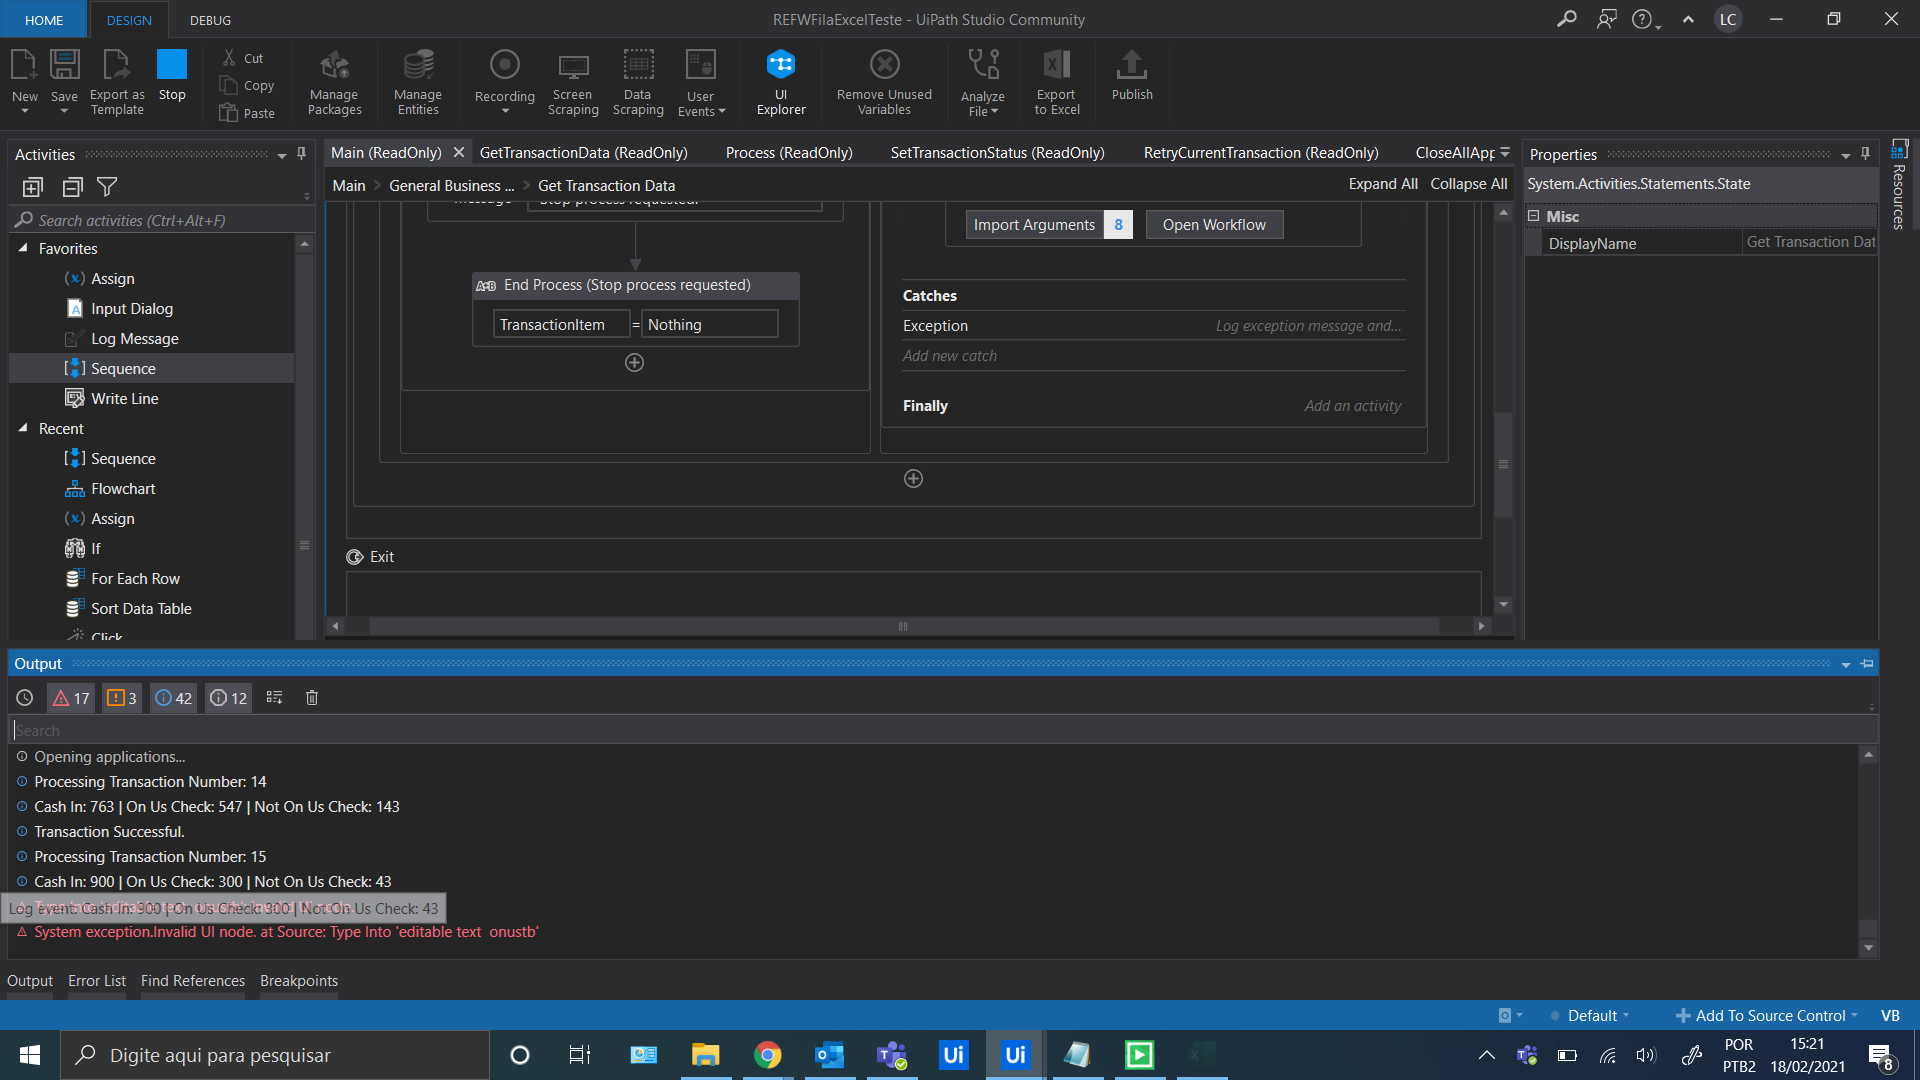 HOME
DESIGN
DEBUG
REFWFilaExcelTeste - UiPath Studio Community
LC
New
Save
Export as
Template
Stop
Cut
Copy
Paste
Manage
Packages
Manage
Entities
Recording
Screen
Scraping
Data
Scraping
User
Events
UI
Explorer
Remove Unused
Variables
Analyze
File
Export
to Excel
Publish
Activities
Search activities (Ctrl+Alt+F)
Favorites
Assign
Input Dialog
Log Message
Sequence
Write Line
Recent
Sequence
Flowchart
Assign
If
For Each Row
Sort Data Table
Click
Main (ReadOnly)
GetTransactionData (ReadOnly)
Process (ReadOnly)
SetTransactionStatus (ReadOnly)
RetryCurrentTransaction (ReadOnly)
CloseAllApp
Main > General Business ... > Get Transaction Data
Expand All
Collapse All
Message
Stop process requested.
End Process (Stop process requested)
A=B
TransactionItem = Nothing
Import Arguments 8
Open Workflow
Catches
Exception
Log exception message and...
Add new catch
Finally
Add an activity
Exit
Properties
System.Activities.Statements.State
Misc
DisplayName
Get Transaction Dat
Resources
Output
17
3
42
12
Search
Opening applications...
Processing Transaction Number: 14
Cash In: 763 | On Us Check: 547 | Not On Us Check: 143
Transaction Successful.
Processing Transaction Number: 15
Cash In: 900 | On Us Check: 300 | Not On Us Check: 43
Log event: Cash In: 900 | On Us Check: 300 | Not On Us Check: 43
System exception.Invalid UI node. at Source: Type Into 'editable text  onustb'
Output
Error List
Find References
Breakpoints
Default
Add To Source Control
VB
Digite aqui para pesquisar
Ui
Ui
POR
PTB2
15:21
18/02/2021
8